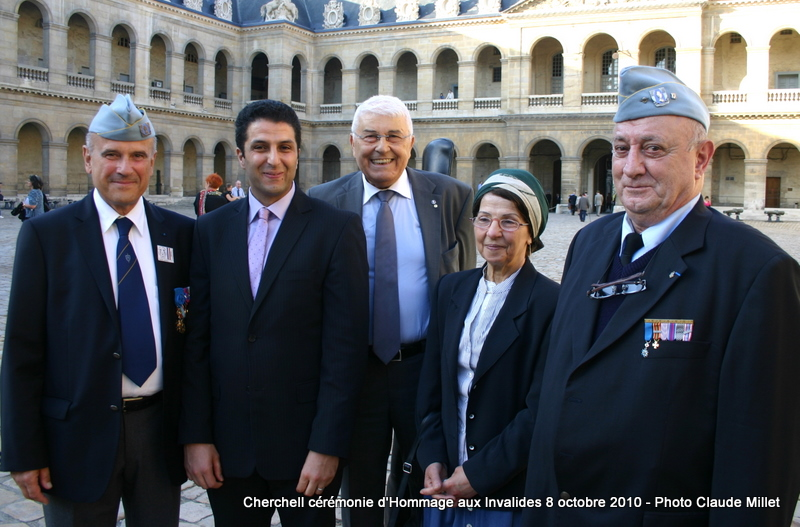 Cherchell cérémonie d'Hommage aux Invalides 8 octobre 2010 - Photo Claude Millet